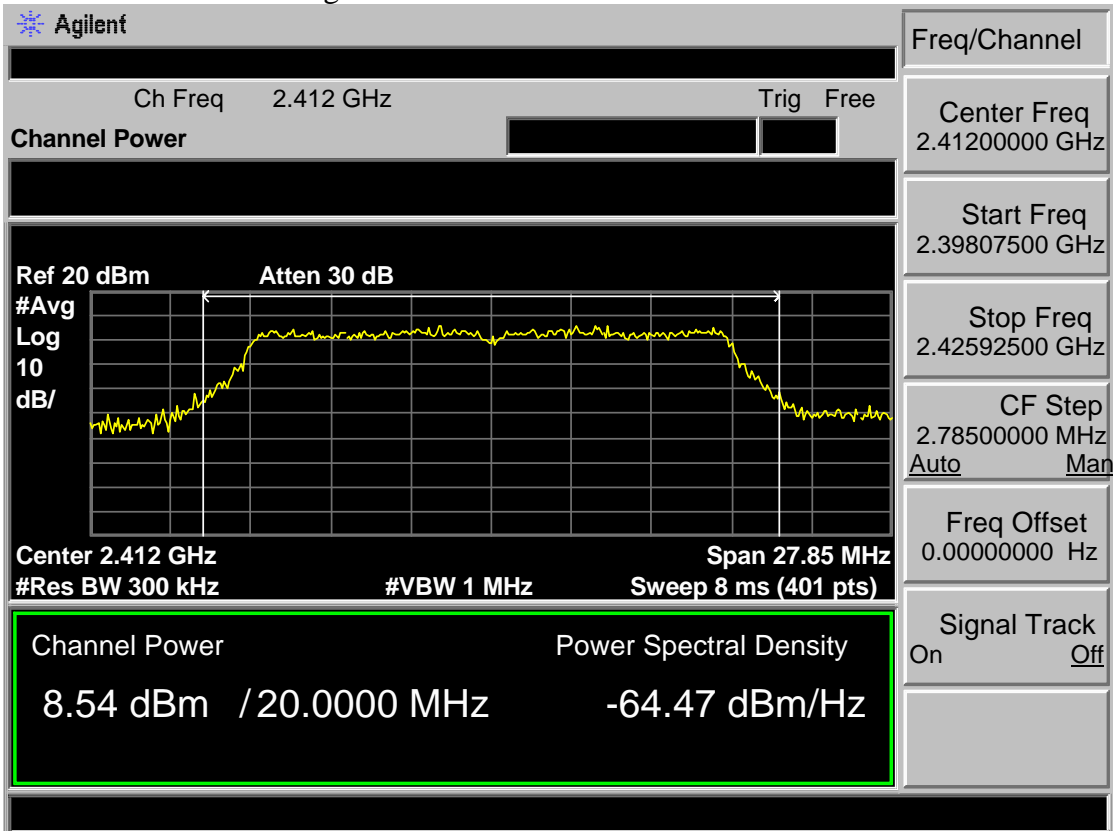 Agilent
Freq/Channel
Ch Freq 2.412 GHz Trig Free
Channel Power
Center Freq
2.41200000 GHz
Start Freq
2.39807500 GHz
Stop Freq
2.42592500 GHz
CF Step
2.78500000 MHz
Auto Man
Freq Offset
0.00000000 Hz
Signal Track
On Off
Ref 20 dBm Atten 30 dB
#Avg
Log
10
dB/
Center 2.412 GHz Span 27.85 MHz
#Res BW 300 kHz #VBW 1 MHz Sweep 8 ms (401 pts)
Channel Power Power Spectral Density
8.54 dBm / 20.0000 MHz -64.47 dBm/Hz